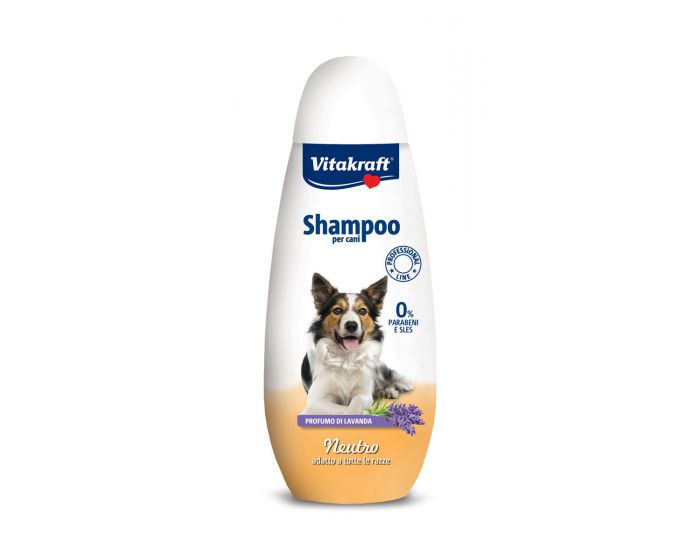 Vitakraft®
Shampoo
per cani
PROFESSIONAL
LINE
0%
PARABENI
E SLES
PROFUMO DI LAVANDA
Neutro
adatto a tutte le razze